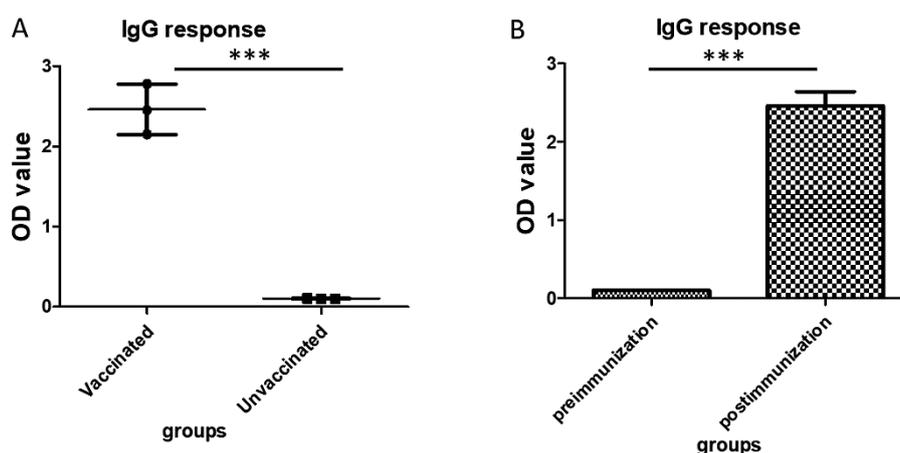 A
IgG response
***
3
2
1
0
OD value
Vaccinated
Unvaccinated
groups
B
IgG response
***
3
2
1
0
OD value
preimmunization
postimmunization
groups